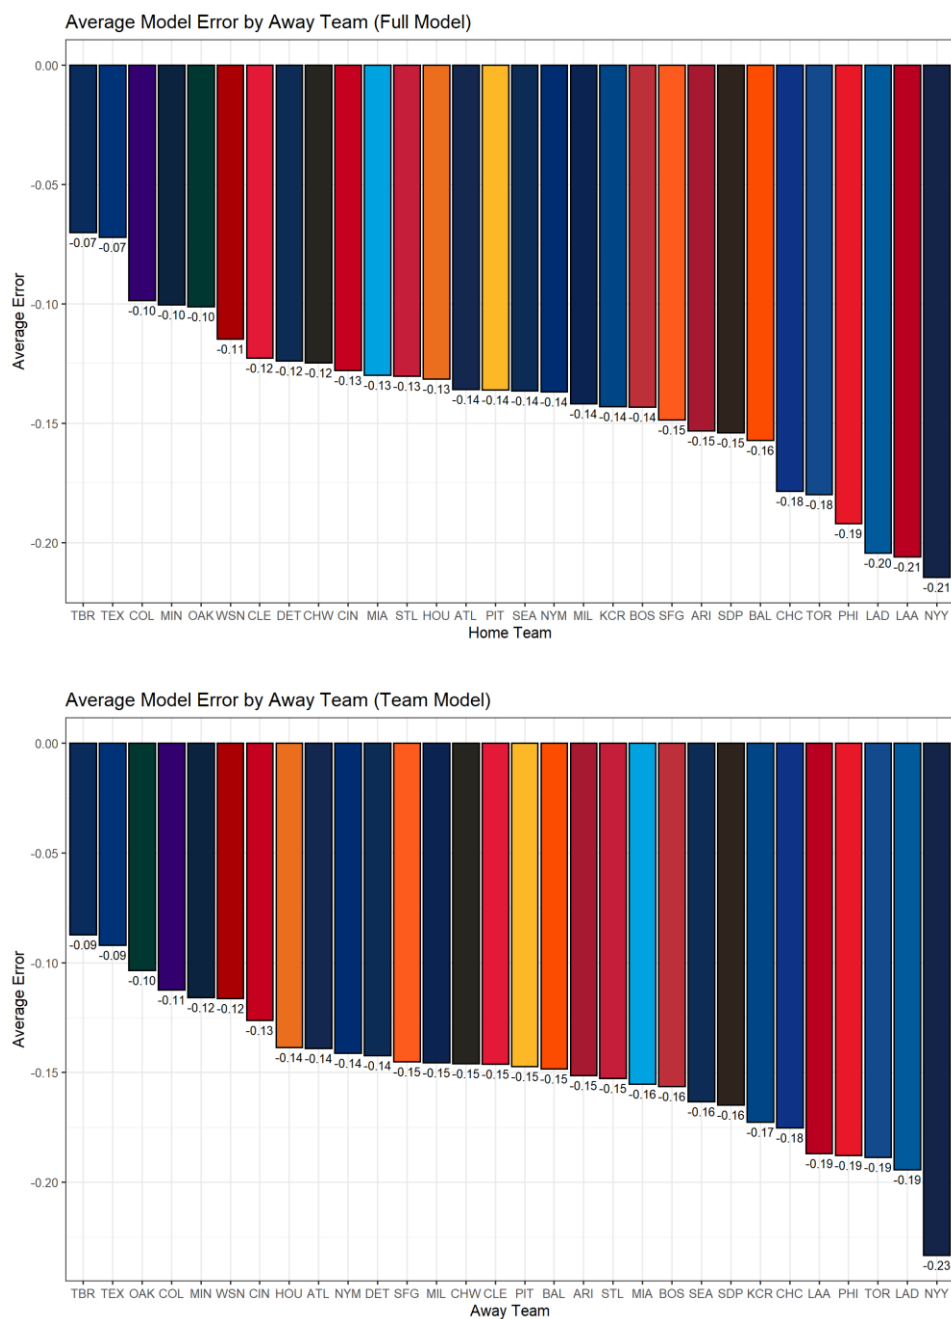 Average Model Error by Away Team (Full Model)
0.00
-0.05
-0.10
-0.15
-0.20
Average Error
-0.07 -0.07 -0.10 -0.10 -0.10 -0.11 -0.12 -0.12 -0.12 -0.13 -0.13 -0.13 -0.13 -0.14 -0.14 -0.14 -0.14 -0.14 -0.14 -0.14 -0.15 -0.15 -0.15 -0.16 -0.18 -0.18 -0.19 -0.20 -0.21 -0.21
TBR TEX COL MIN OAK WSN CLE DET CHW CIN MIA STL HOU ATL PIT SEA NYM MIL KCR BOS SFG ARI SDP BAL CHC TOR PHI LAD LAA NYY
Home Team
Average Model Error by Away Team (Team Model)
0.00
-0.05
-0.10
-0.15
-0.20
Average Error
-0.09 -0.09 -0.10 -0.11 -0.12 -0.12 -0.13 -0.14 -0.14 -0.14 -0.14 -0.15 -0.15 -0.15 -0.15 -0.15 -0.15 -0.15 -0.15 -0.16 -0.16 -0.16 -0.16 -0.17 -0.18 -0.19 -0.19 -0.19 -0.19 -0.23
TBR TEX OAK COL MIN WSN CIN HOU ATL NYM DET SFG MIL CHW CLE PIT BAL ARI STL MIA BOS SEA SDP KCR CHC LAA PHI TOR LAD NYY
Away Team